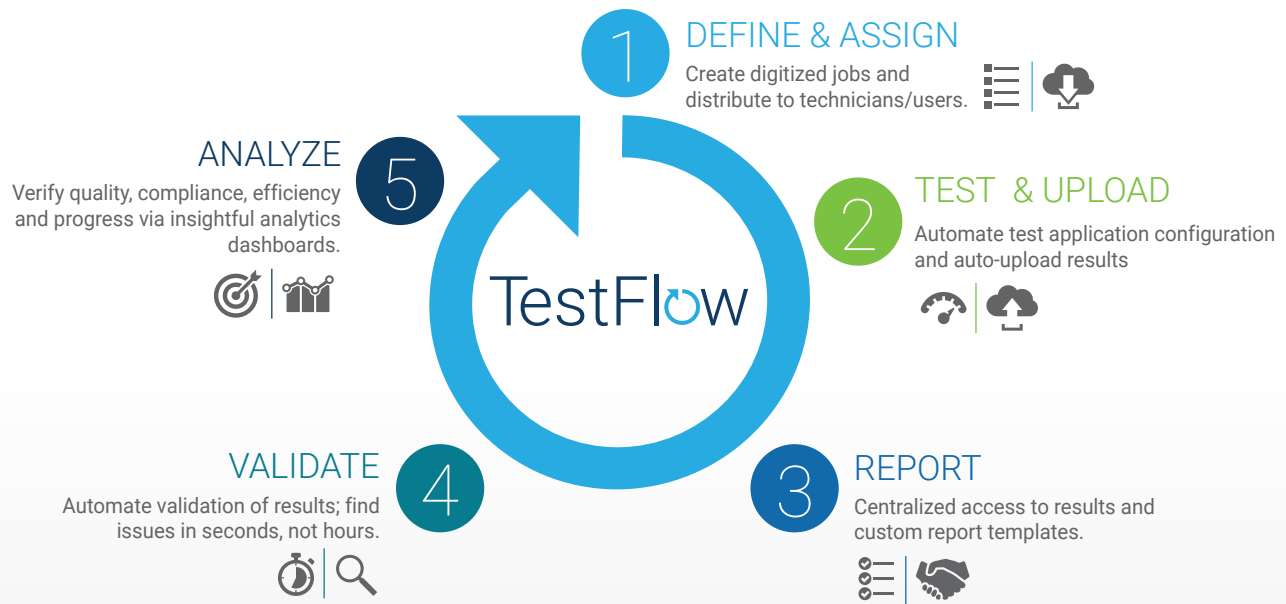 1
DEFINE & ASSIGN
Create digitized jobs and
distribute to technicians/users.
2
TEST & UPLOAD
Automate test application configuration
and auto-upload results
3
REPORT
Centralized access to results and
custom report templates.
4
VALIDATE
Automate validation of results; find
issues in seconds, not hours.
5
ANALYZE
Verify quality, compliance, efficiency
and progress via insightful analytics
dashboards.
TestFlow